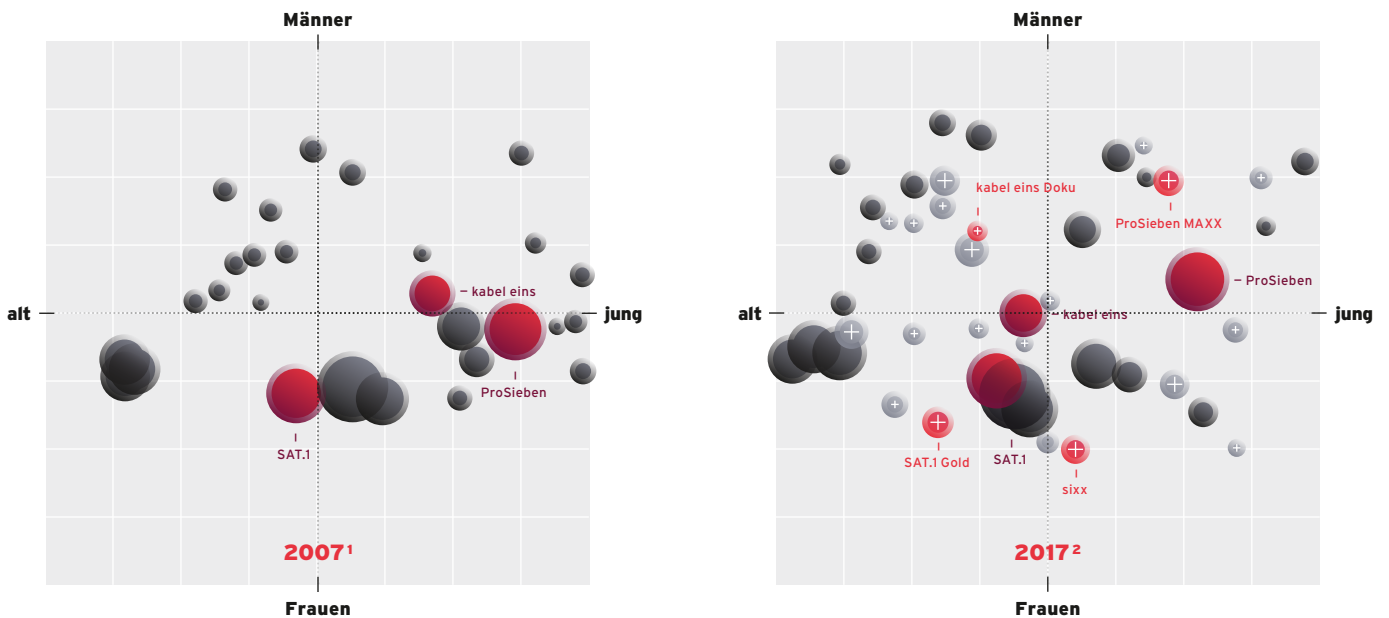 Männer
alt
jung
kabel eins
ProSieben
SAT.1
2007¹
Frauen
Männer
alt
jung
kabel eins Doku
ProSieben MAXX
ProSieben
kabel eins
SAT.1 Gold
SAT.1
sixx
2017²
Frauen